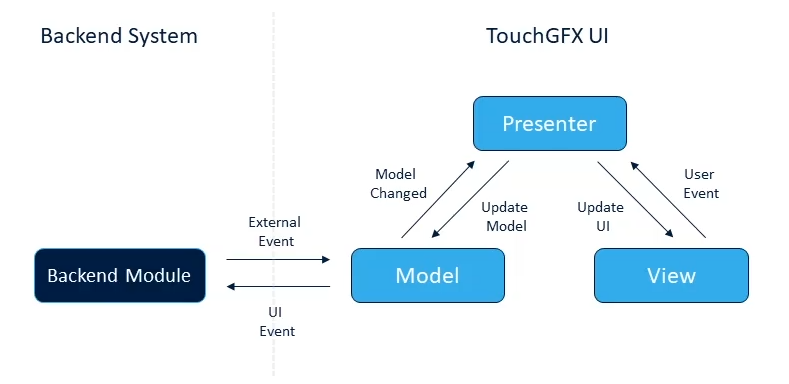 Backend System
TouchGFX UI
Presenter
Model
Changed
User
Event
Update
Model
Update
UI
External
Event
Backend Module
Model
View
UI
Event